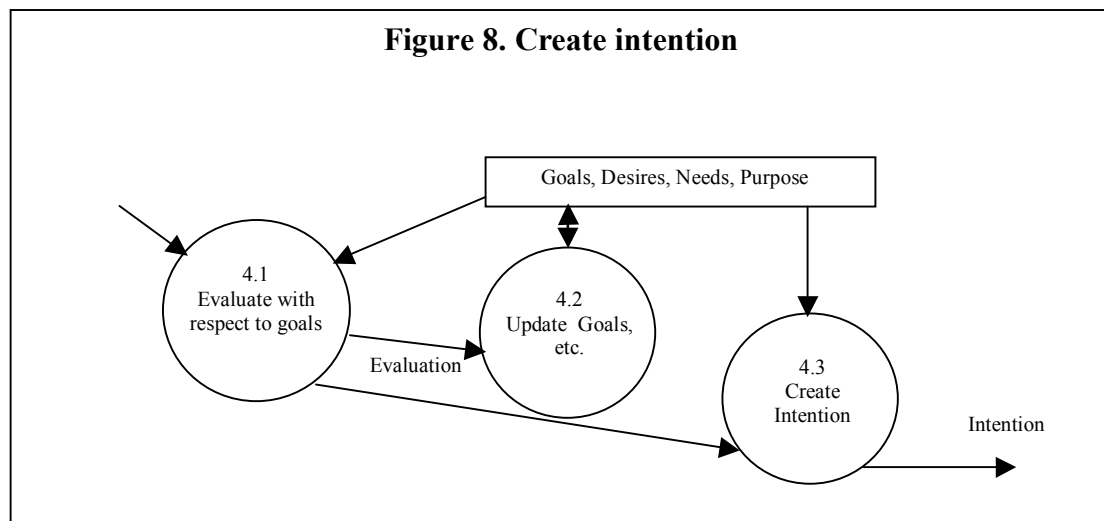 Figure 8. Create intention
Goals, Desires, Needs, Purpose
4.1
Evaluate with
respect to goals
4.2
Update Goals,
etc.
Evaluation
4.3
Create
Intention
Intention